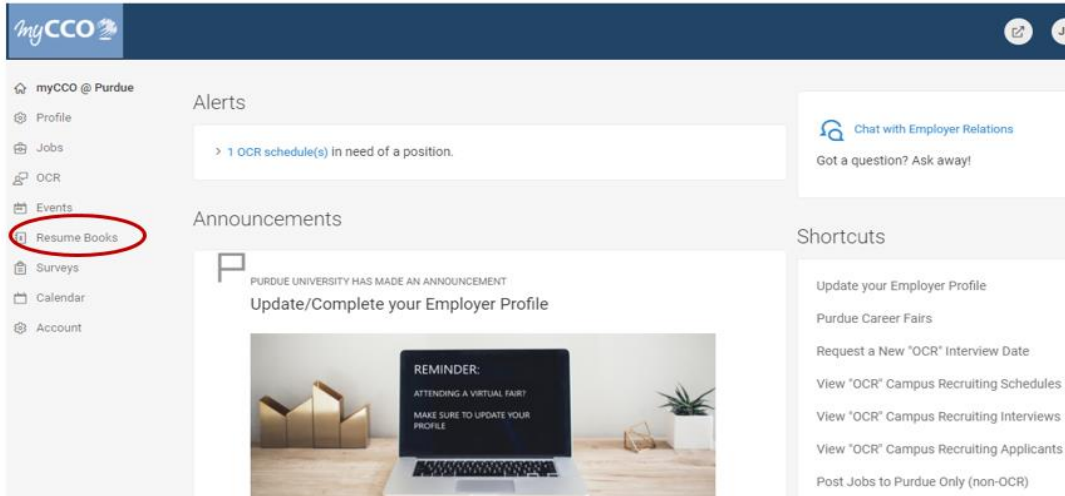 myCCO
J
myCCO @ Purdue
Profile
Jobs
OCR
Events
Resume Books
Surveys
Calendar
Account
Alerts
> 1 OCR schedule(s) in need of a position.
Announcements
PURDUE UNIVERSITY HAS MADE AN ANNOUNCEMENT
Update/Complete your Employer Profile
REMINDER:
ATTENDING A VIRTUAL FAIR?
MAKE SURE TO UPDATE YOUR
PROFILE
Chat with Employer Relations
Got a question? Ask away!
Shortcuts
Update your Employer Profile
Purdue Career Fairs
Request a New "OCR" Interview Date
View "OCR" Campus Recruiting Schedules
View "OCR" Campus Recruiting Interviews
View "OCR" Campus Recruiting Applicants
Post Jobs to Purdue Only (non-OCR)